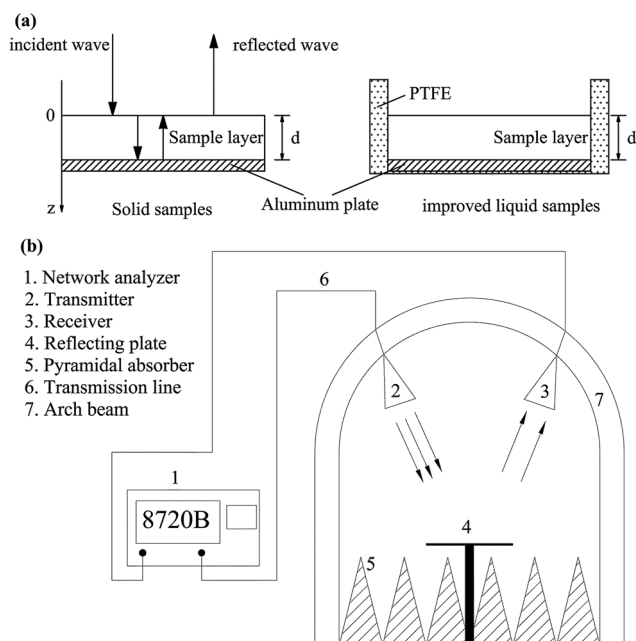 (a)
incident wave
reflected wave
0
Sample layer
d
z
Solid samples
Aluminum plate
PTFE
Sample layer
d
improved liquid samples
(b)
1. Network analyzer
2. Transmitter
3. Receiver
4. Reflecting plate
5. Pyramidal absorber
6. Transmission line
7. Arch beam
6
2
3
7
1
8720B
4
5